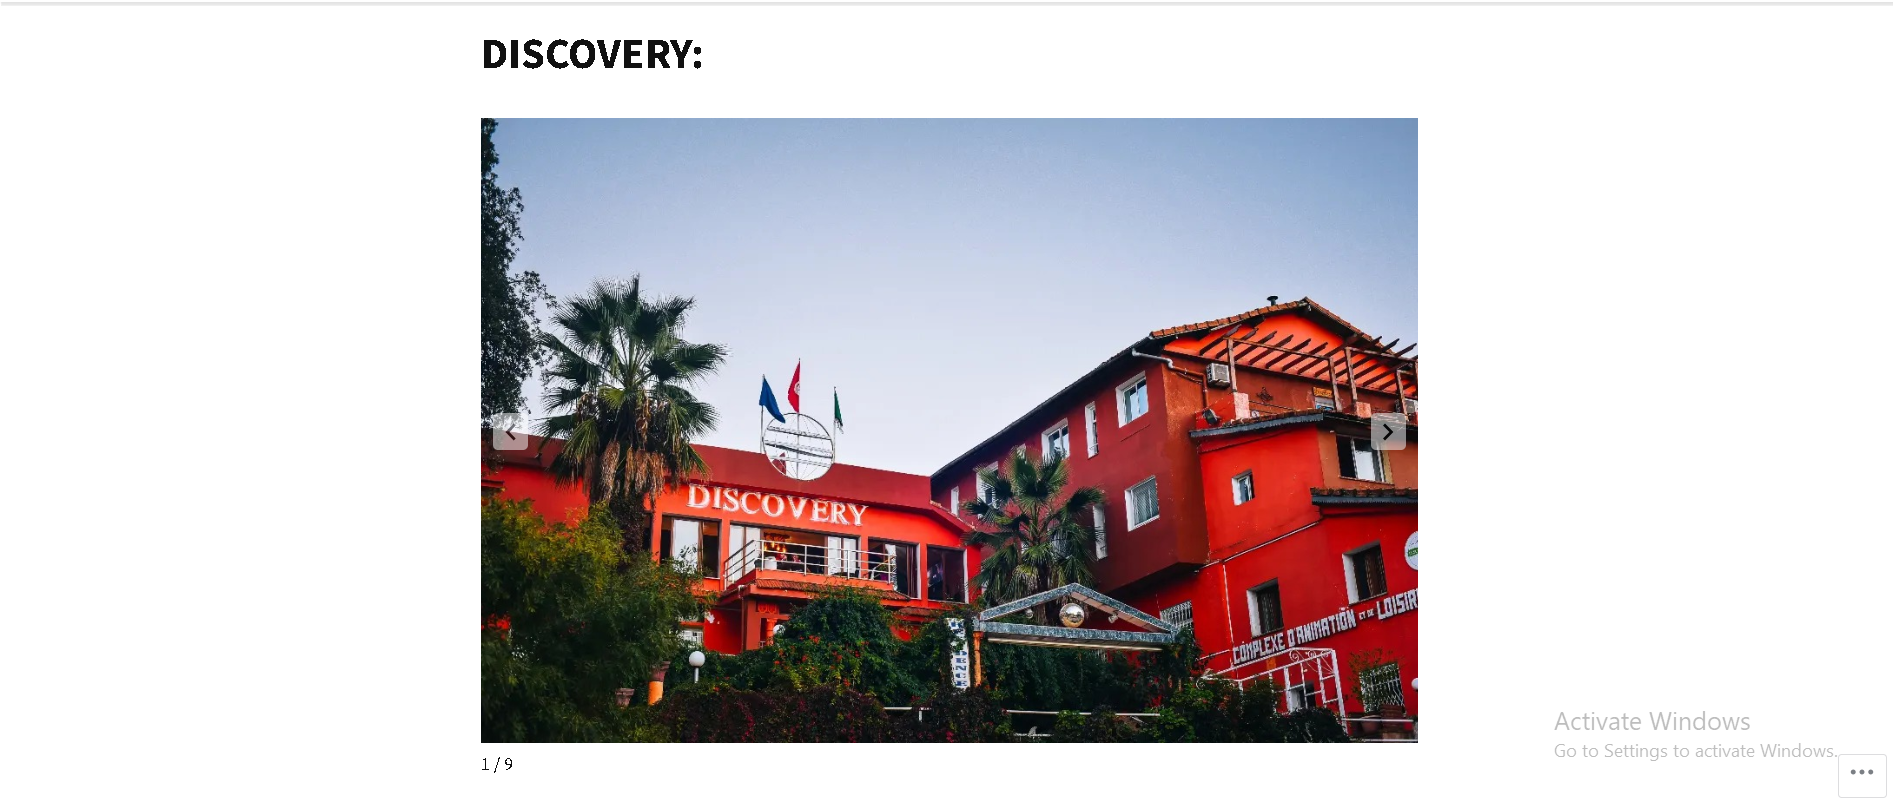 DISCOVERY:
DISCOVERY
COMPLEXE D'ANIMATION ET DE LOISIR
1 / 9
Activate Windows
Go to Settings to activate Windows.